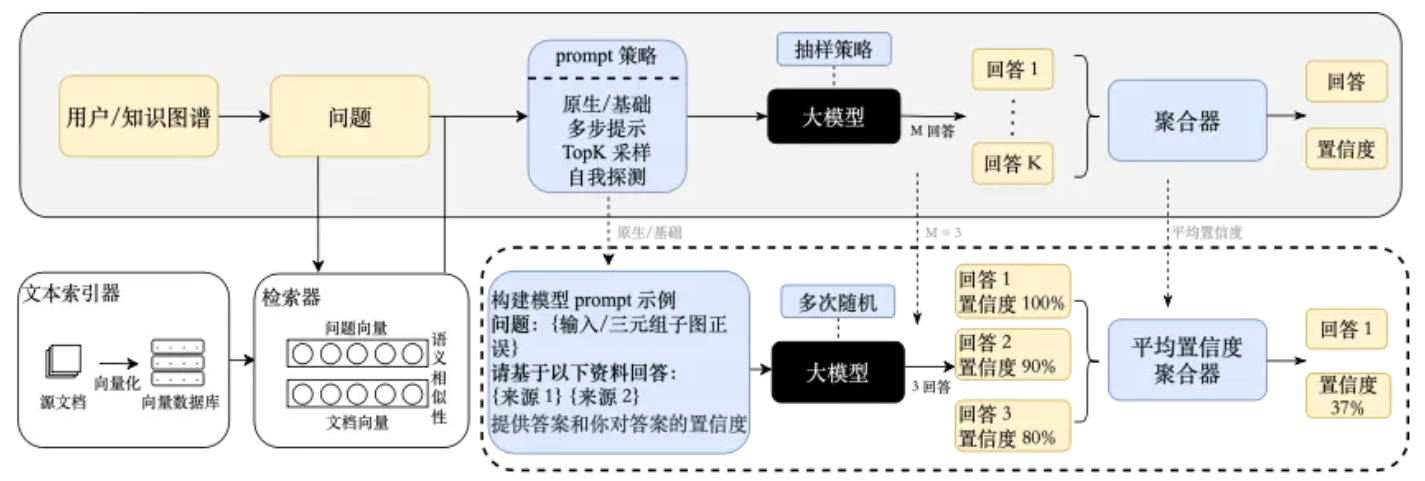 用户/知识图谱
问题
prompt 策略
原生/基础
多步提示
TopK 采样
自我探测
抽样策略
大模型
M 回答
回答 1
回答 K
聚合器
回答
置信度
原生/基础
M = 3
平均置信度
文本索引器
源文档
向量化
向量数据库
检索器
问题向量
文档向量
语义相似性
构建模型 prompt 示例
问题：{输入/三元组子图正
误}
请基于以下资料回答：
{来源 1} {来源 2}
提供答案和你对答案的置信度
多次随机
大模型
3 回答
回答 1
置信度 100%
回答 2
置信度 90%
回答 3
置信度 80%
平均置信度
聚合器
回答 1
置信度
37%